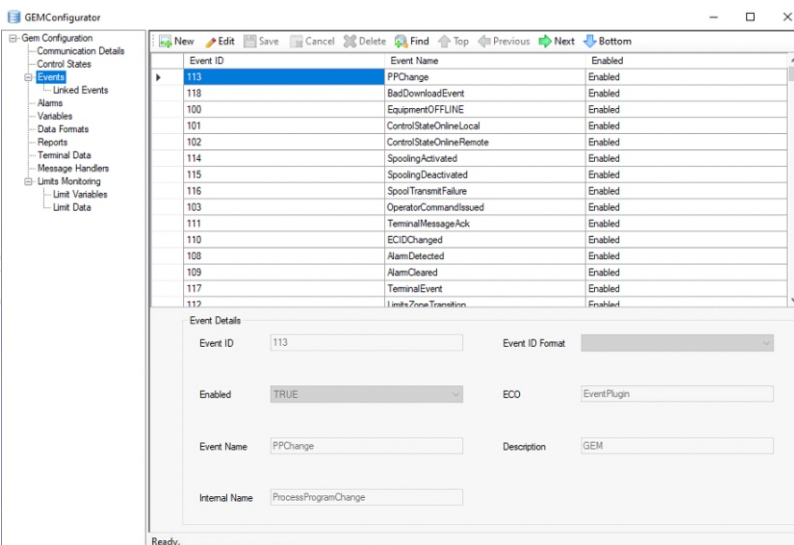 GEMConfigurator
Gem Configuration
Communication Details
Control States
Events
Linked Events
Alarms
Variables
Data Formats
Reports
Terminal Data
Message Handlers
Limits Monitoring
Limit Variables
Limit Data
New Edit Save Cancel Delete Find Top Previous Next Bottom
Event ID Event Name Enabled
113 PPChange Enabled
118 BadDownloadEvent Enabled
100 EquipmentOFFLINE Enabled
101 ControlStateOnlineLocal Enabled
102 ControlStateOnlineRemote Enabled
114 SpoolingActivated Enabled
115 SpoolingDeactivated Enabled
116 SpoolTransmitFailure Enabled
103 OperatorCommandIssued Enabled
111 TerminalMessageAck Enabled
110 ECIDChanged Enabled
108 AlarmDetected Enabled
109 AlarmCleared Enabled
117 TerminalEvent Enabled
112 LimitsZoneTransition Enabled
Event Details
Event ID 113 Event ID Format
Enabled TRUE ECO EventPlugin
Event Name PPChange Description GEM
Internal Name ProcessProgramChange
Ready.